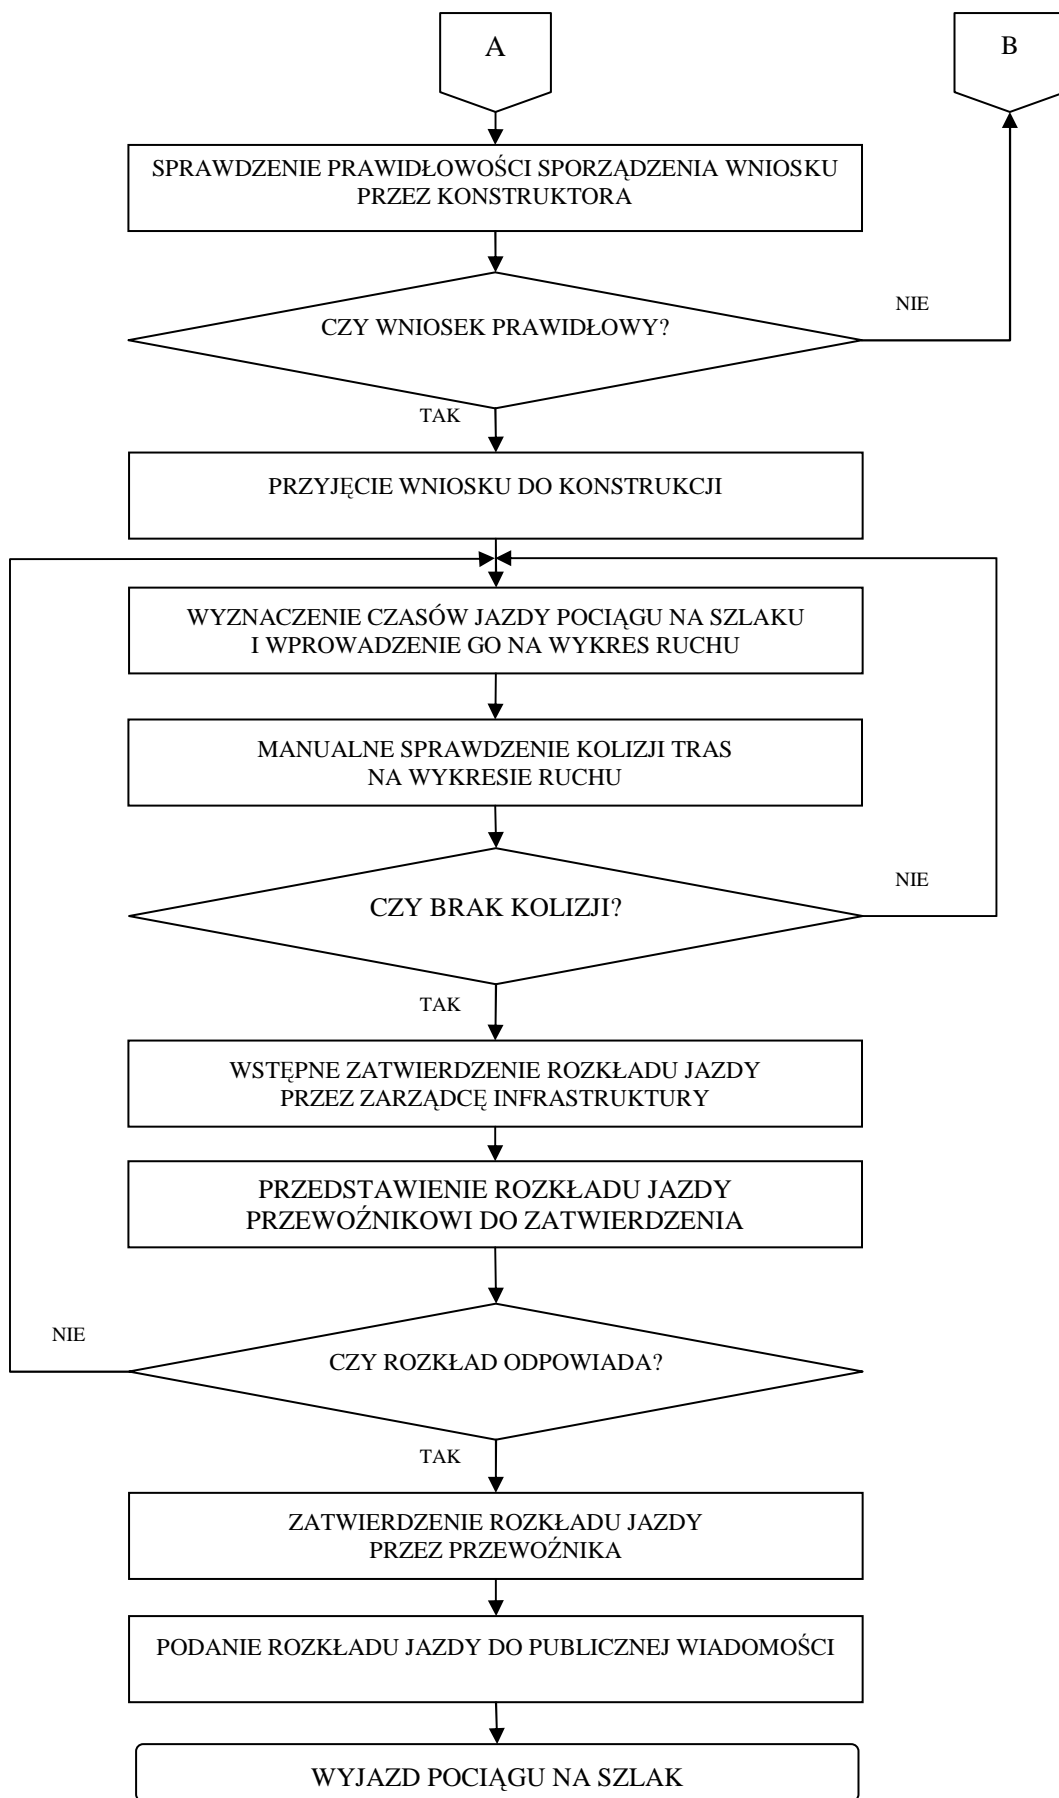 A
B
SPRAWDZENIE PRAWIDŁOWOŚCI SPORZĄDZENIA WNIOSKU
PRZEZ KONSTRUKTORA
CZY WNIOSEK PRAWIDŁOWY?
NIE
TAK
PRZYJĘCIE WNIOSKU DO KONSTRUKCJI
WYZNACZENIE CZASÓW JAZDY POCIĄGU NA SZLAKU
I WPROWADZENIE GO NA WYKRES RUCHU
MANUALNE SPRAWDZENIE KOLIZJI TRAS
NA WYKRESIE RUCHU
CZY BRAK KOLIZJI?
NIE
TAK
WSTĘPNE ZATWIERDZENIE ROZKŁADU JAZDY
PRZEZ ZARZĄDCĘ INFRASTRUKTURY
PRZEDSTAWIENIE ROZKŁADU JAZDY
PRZEWOŹNIKOWI DO ZATWIERDZENIA
NIE
CZY ROZKŁAD ODPOWIADA?
TAK
ZATWIERDZENIE ROZKŁADU JAZDY
PRZEZ PRZEWOŹNIKA
PODANIE ROZKŁADU JAZDY DO PUBLICZNEJ WIADOMOŚCI
WYJAZD POCIĄGU NA SZLAK